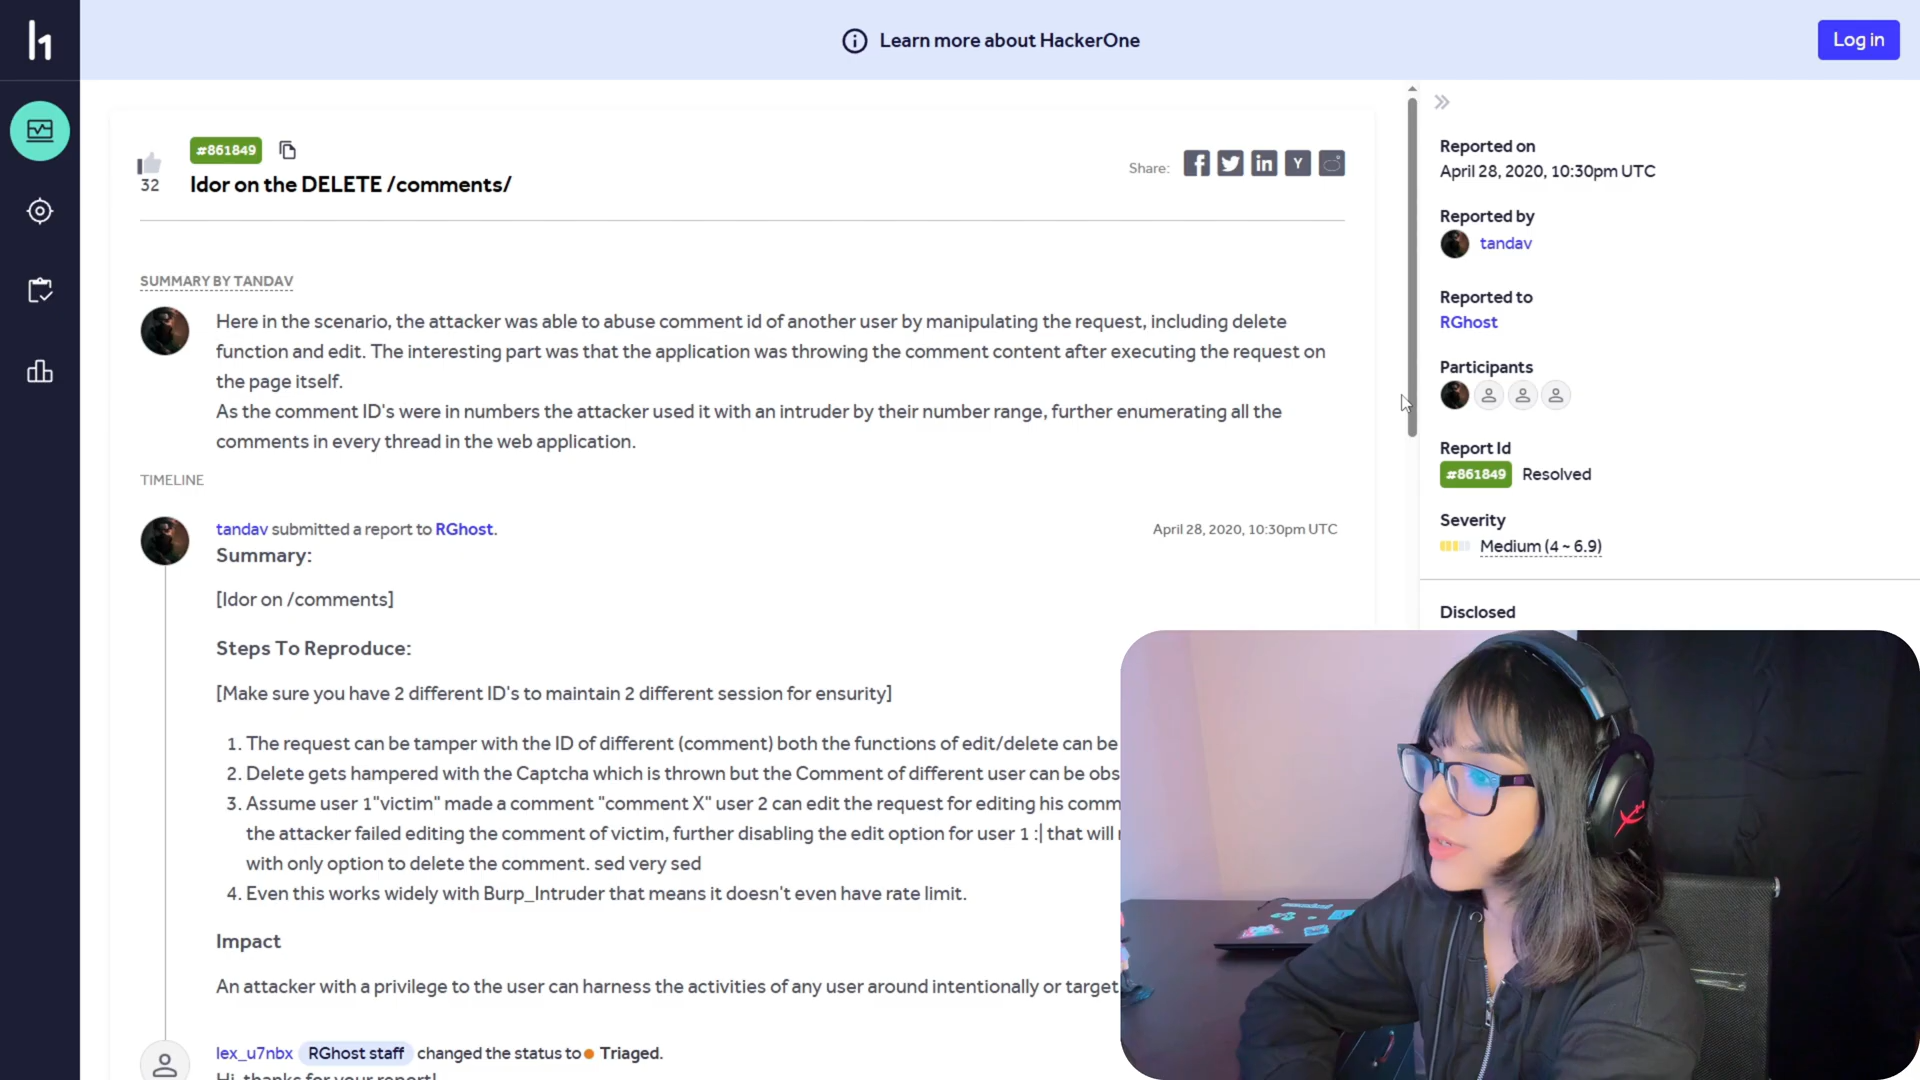 Learn more about HackerOne
Log in
#861849
32
Idor on the DELETE /comments/
Share:
SUMMARY BY TANDAV
Here in the scenario, the attacker was able to abuse comment id of another user by manipulating the request, including delete
function and edit. The interesting part was that the application was throwing the comment content after executing the request on
the page itself.
As the comment ID's were in numbers the attacker used it with an intruder by their number range, further enumerating all the
comments in every thread in the web application.
TIMELINE
tandav submitted a report to RGhost.
April 28, 2020, 10:30pm UTC
Summary:
[Idor on /comments]
Steps To Reproduce:
[Make sure you have 2 different ID's to maintain 2 different session for ensurity]
1. The request can be tamper with the ID of different (comment) both the functions of edit/delete can be
2. Delete gets hampered with the Captcha which is thrown but the Comment of different user can be obs
3. Assume user 1"victim" made a comment "comment X" user 2 can edit the request for editing his comm
the attacker failed editing the comment of victim, further disabling the edit option for user 1 :| that will
with only option to delete the comment. sed very sed
4. Even this works widely with Burp_Intruder that means it doesn't even have rate limit.
Impact
An attacker with a privilege to the user can harness the activities of any user around intentionally or target
lex_u7nbx RGhost staff changed the status to Triaged.
Hi, thanks for your report!
Reported on
April 28, 2020, 10:30pm UTC
Reported by
tandav
Reported to
RGhost
Participants
Report Id
#861849 Resolved
Severity
Medium (4 ~ 6.9)
Disclosed